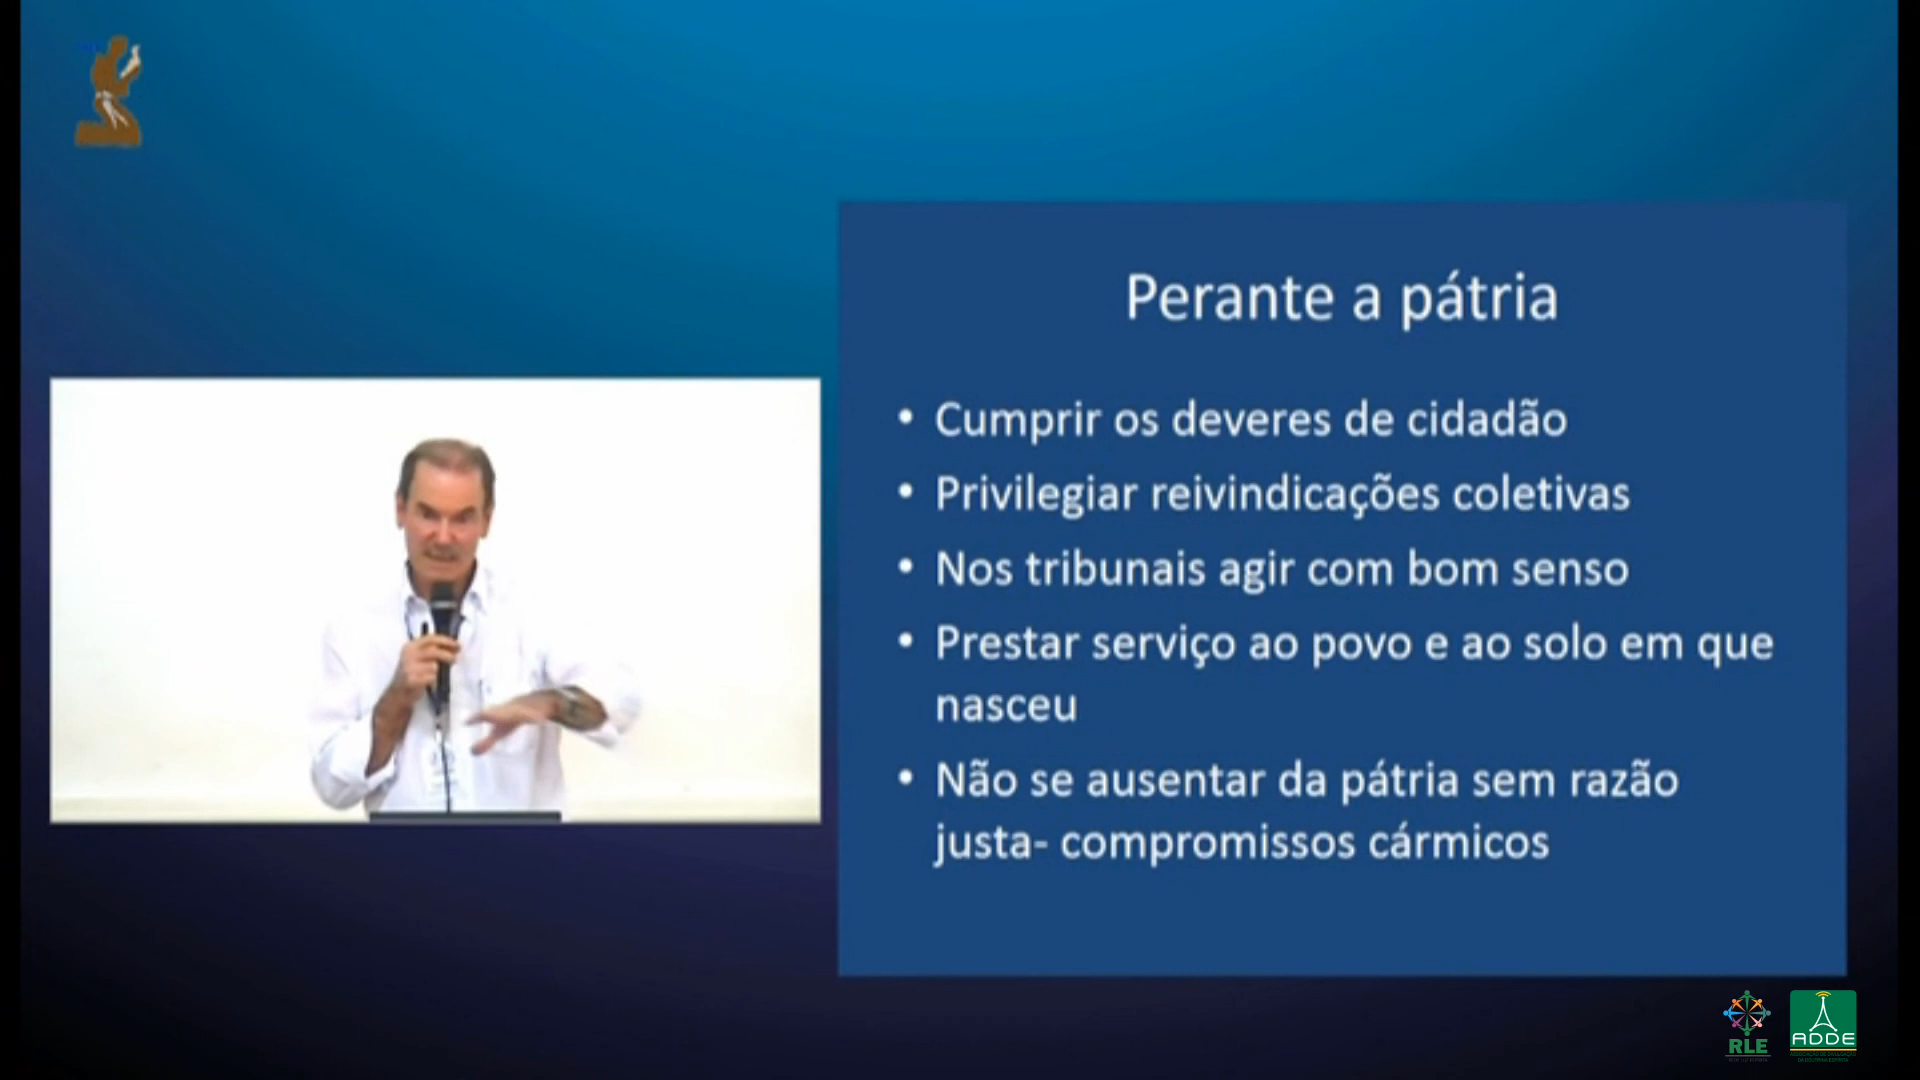 Perante a pátria
• Cumprir os deveres de cidadão
• Privilegiar reivindicações coletivas
• Nos tribunais agir com bom senso
• Prestar serviço ao povo e ao solo em que
nasceu
• Não se ausentar da pátria sem razão
justa- compromissos cármicos
RLE
ADDE